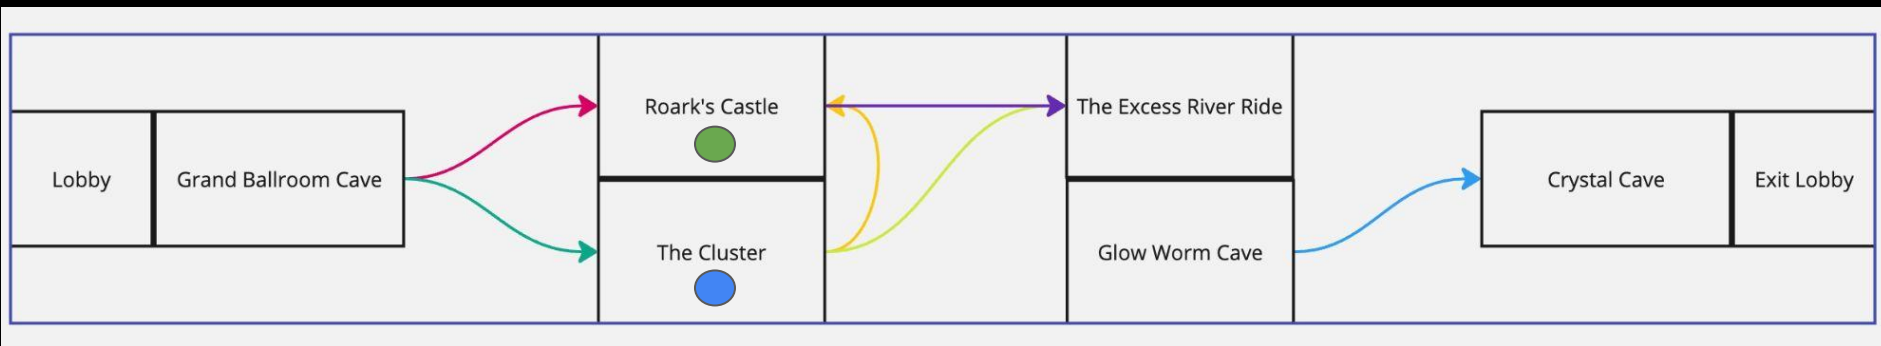 Lobby
Grand Ballroom Cave
Roark's Castle
The Cluster
The Excess River Ride
Glow Worm Cave
Crystal Cave
Exit Lobby